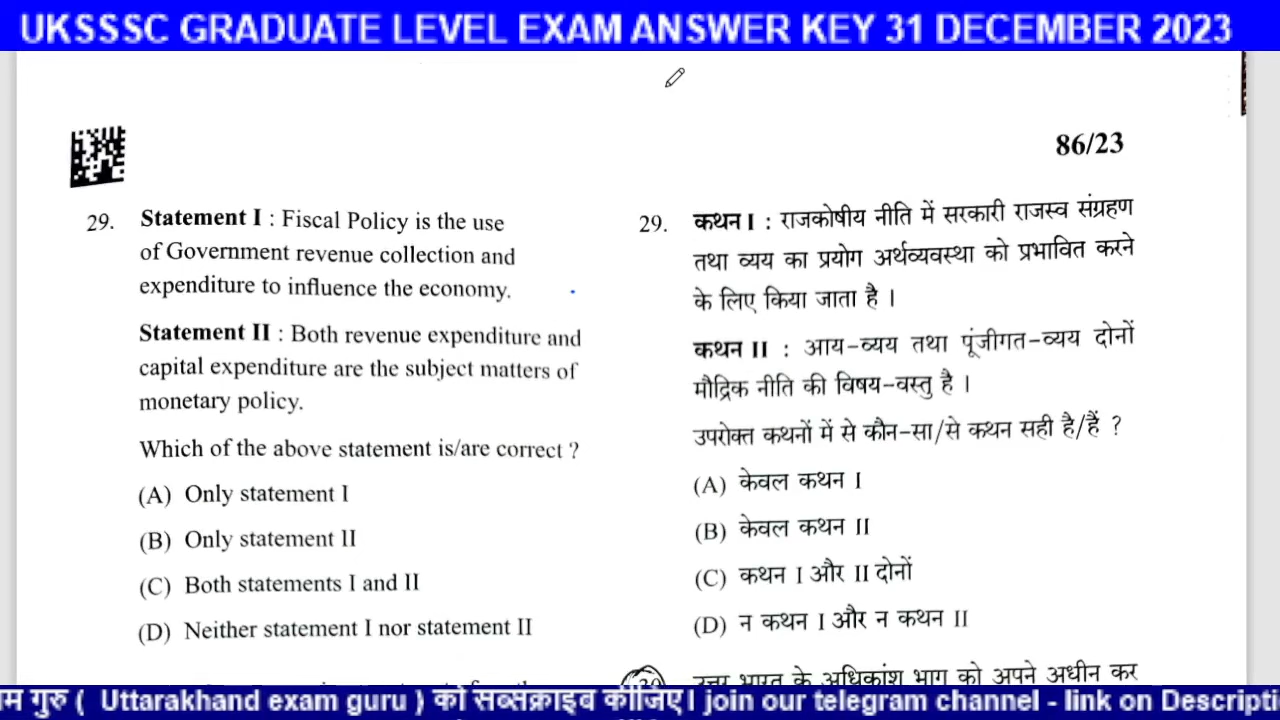 UKSSSC GRADUATE LEVEL EXAM ANSWER KEY 31 DECEMBER 2023
86/23
29. Statement I : Fiscal Policy is the use
of Government revenue collection and
expenditure to influence the economy.
Statement II : Both revenue expenditure and
capital expenditure are the subject matters of
monetary policy.
Which of the above statement is/are correct ?
(A) Only statement I
(B) Only statement II
(C) Both statements I and II
(D) Neither statement I nor statement II
29. कथन I : राजकोषीय नीति में सरकारी राजस्व संग्रहण
तथा व्यय का प्रयोग अर्थव्यवस्था को प्रभावित करने
के लिए किया जाता है ।
कथन II : आय-व्यय तथा पूंजीगत-व्यय दोनों
मौद्रिक नीति की विषय-वस्तु है ।
उपरोक्त कथनों में से कौन-सा/से कथन सही है/हैं ?
(A) केवल कथन I
(B) केवल कथन II
(C) कथन I और II दोनों
(D) न कथन I और न कथन II
उत्तर भारत के अधिकांश भाग को अपने अधीन कर
गुरु ( Uttarakhand exam guru ) को सब्सक्राइब कीजिए। join our telegram channel - link on Descripti